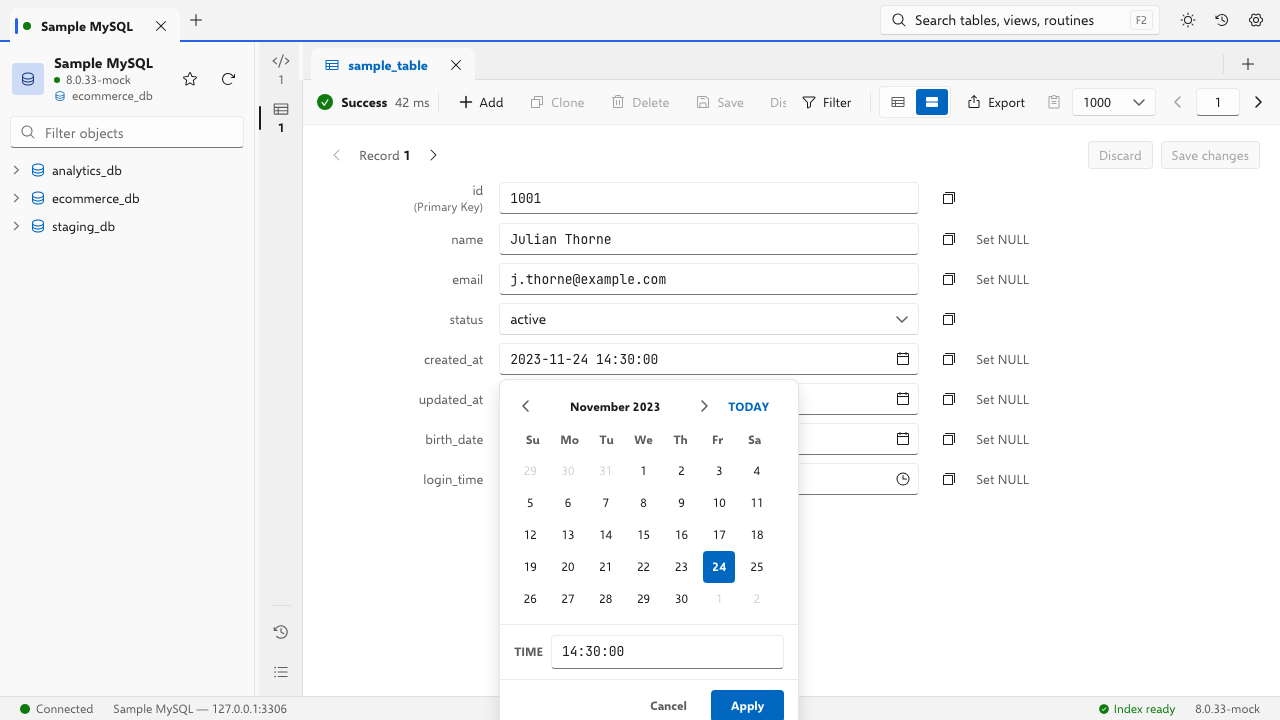 Sample MySQL
Search tables, views, routines
F2
Sample MySQL
8.0.33-mock
ecommerce_db
Filter objects
analytics_db
ecommerce_db
staging_db
1
1
sample_table
Success 42 ms
Add
Clone
Delete
Save
Dis
Filter
Export
1000
1
Record 1
Discard
Save changes
id
(Primary Key)
1001
name
Julian Thorne
Set NULL
email
j.thorne@example.com
Set NULL
status
active
created_at
2023-11-24 14:30:00
Set NULL
updated_at
Set NULL
birth_date
Set NULL
login_time
Set NULL
November 2023
TODAY
Su Mo Tu We Th Fr Sa
29 30 31 1 2 3 4
5 6 7 8 9 10 11
12 13 14 15 16 17 18
19 20 21 22 23 24 25
26 27 28 29 30 1 2
TIME
14:30:00
Cancel
Apply
Connected
Sample MySQL — 127.0.0.1:3306
Index ready
8.0.33-mock